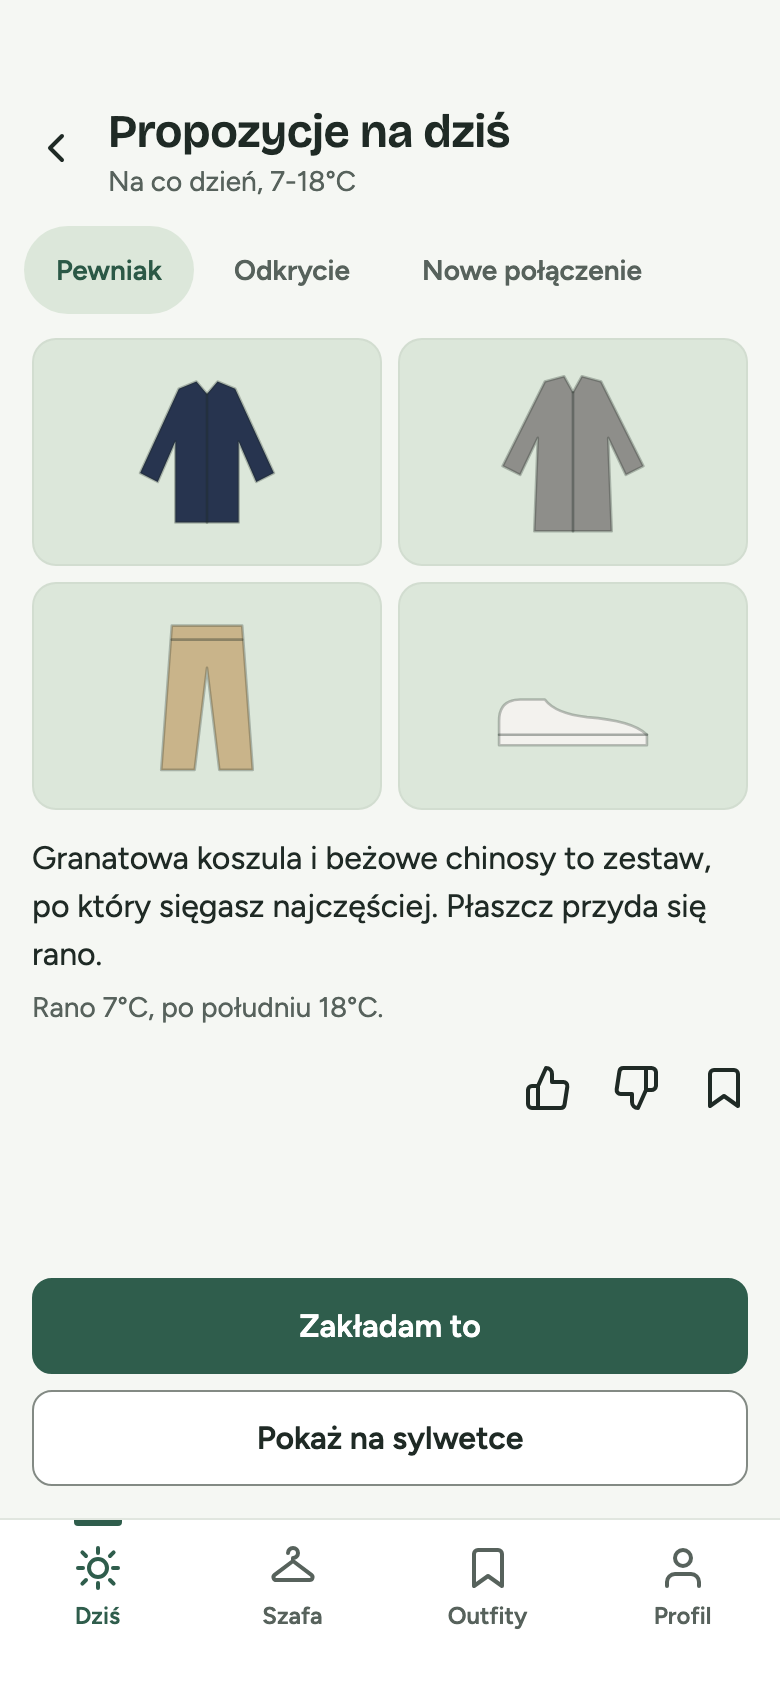 Propozycje na dziś
Na co dzień, 7-18°C
Pewniak
Odkrycie
Nowe połączenie
Granatowa koszula i beżowe chinosy to zestaw,
po który sięgasz najczęściej. Płaszcz przyda się
rano.
Rano 7°C, po południu 18°C.
Zakładam to
Pokaż na sylwetce
Dziś
Szafa
Outfity
Profil